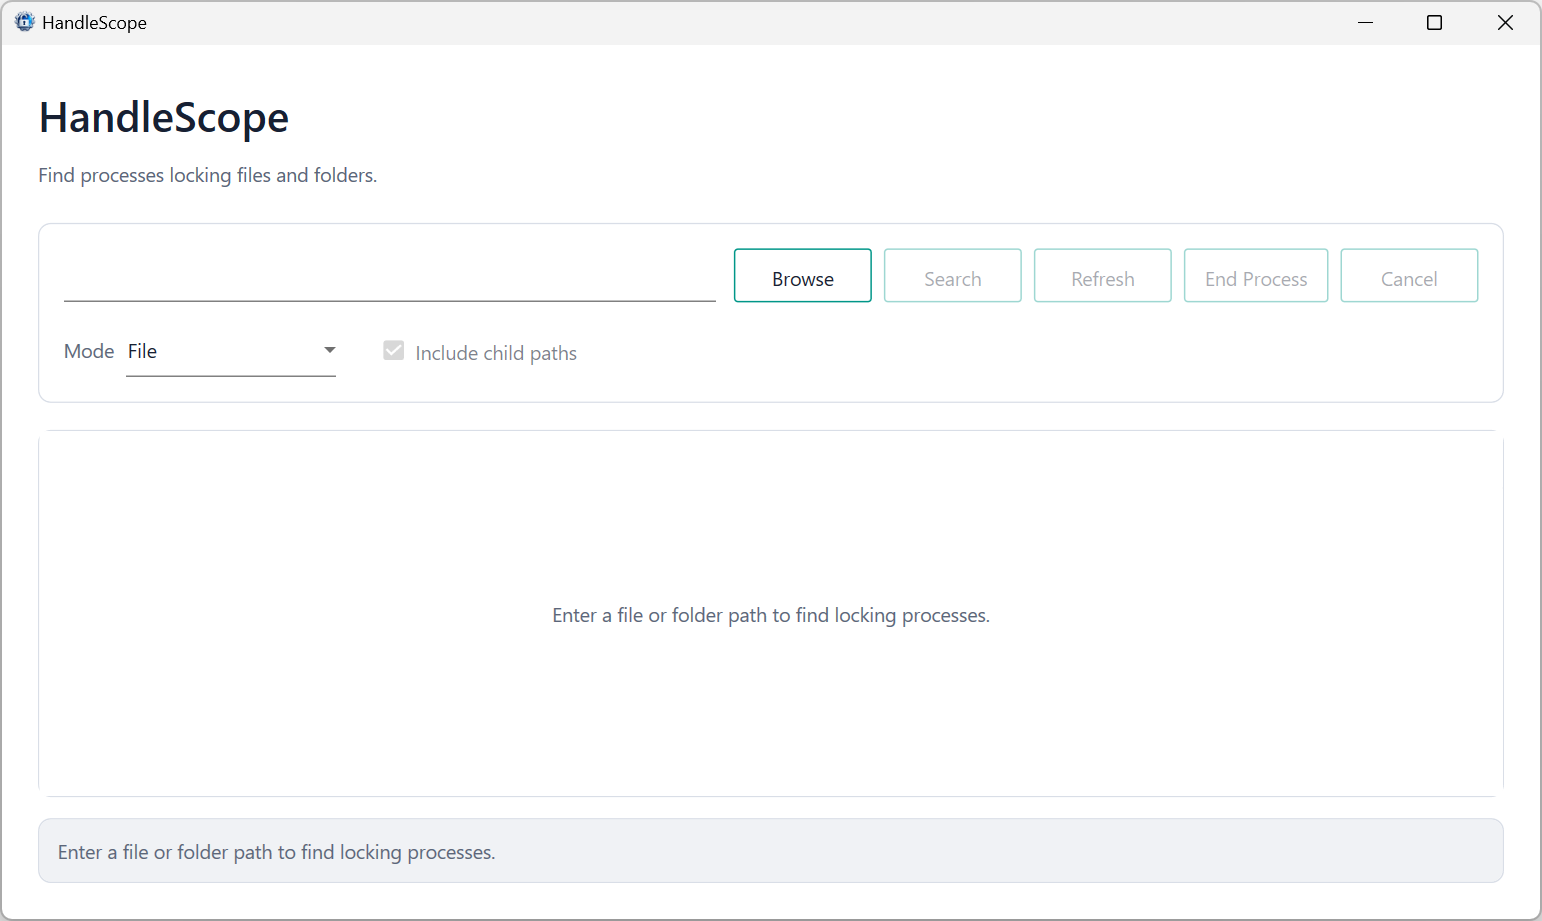 HandleScope
HandleScope
Find processes locking files and folders.
Browse
Search
Refresh
End Process
Cancel
Mode
File
Include child paths
Enter a file or folder path to find locking processes.
Enter a file or folder path to find locking processes.